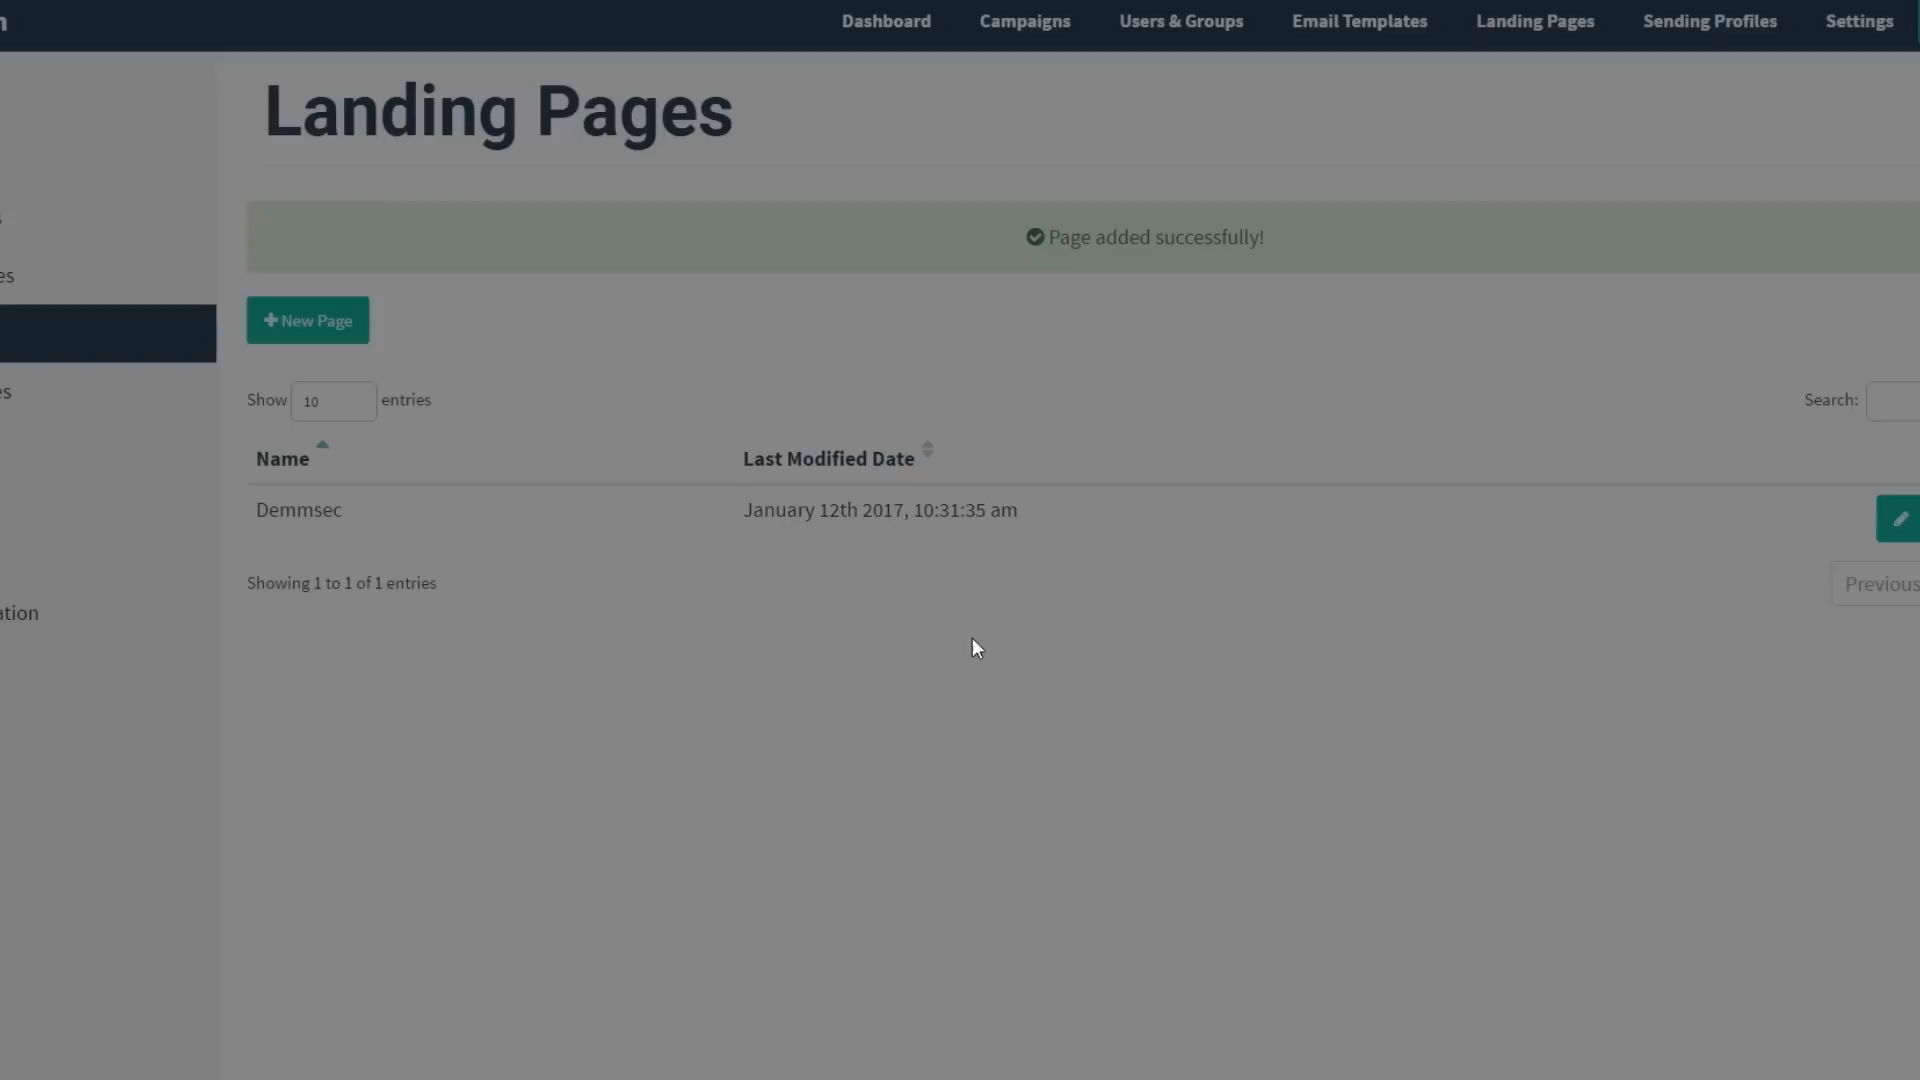 Dashboard Campaigns Users & Groups Email Templates Landing Pages Sending Profiles Settings
Landing Pages
Page added successfully!
New Page
Show 10 entries Search:
Name Last Modified Date
Demmsec January 12th 2017, 10:31:35 am
Showing 1 to 1 of 1 entries Previous